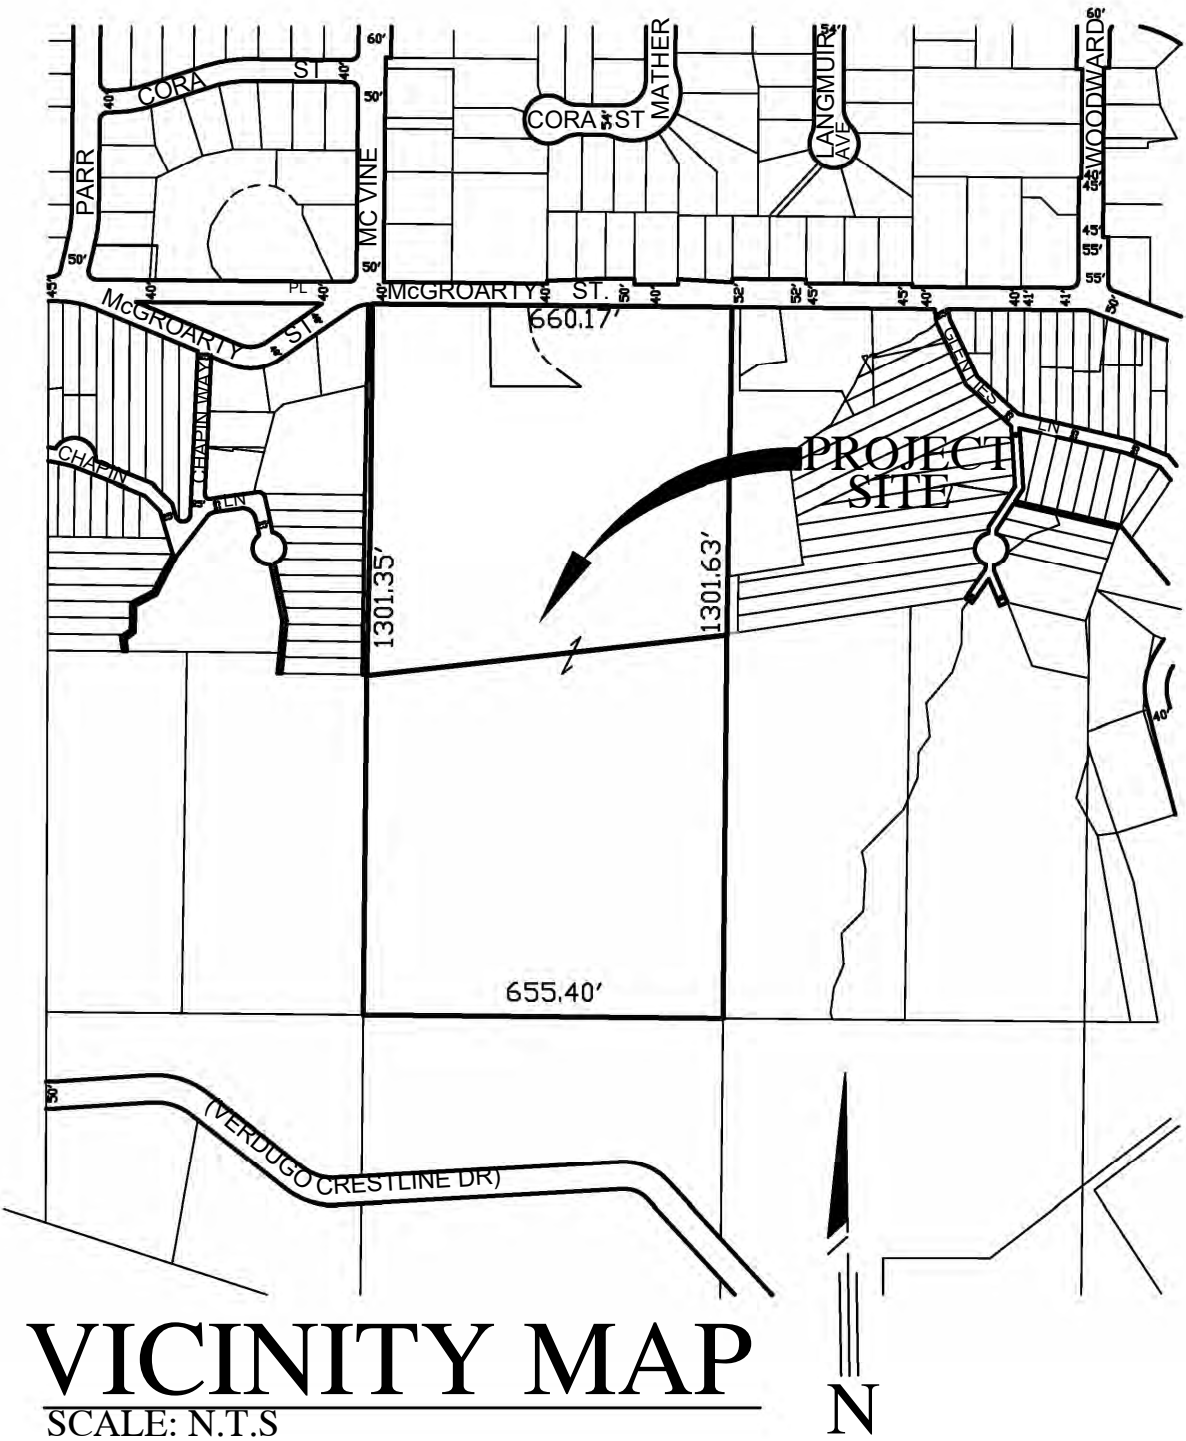 60'
60'
54'
CORA ST
40'
MATHER
LANGMUIR
AVE
WOODWARD
40'
50'
CORA ST
54'
PARR
MC VINE
40'
45'
45'
55'
50'
50'
55'
45'
40'
PL
40'
40'
McGROARTY ST.
40'
50'
40'
52'
52'
45'
45'
40'
40'
41'
41'
50'
McGROARTY ST
660.17'
GLENTIES LN
CHAPIN WAY
CHAPIN LN
PROJECT
SITE
1301.35'
1301.63'
40'
655.40'
50'
(VERDUGO CRESTLINE DR)
VICINITY MAP
SCALE: N.T.S
N